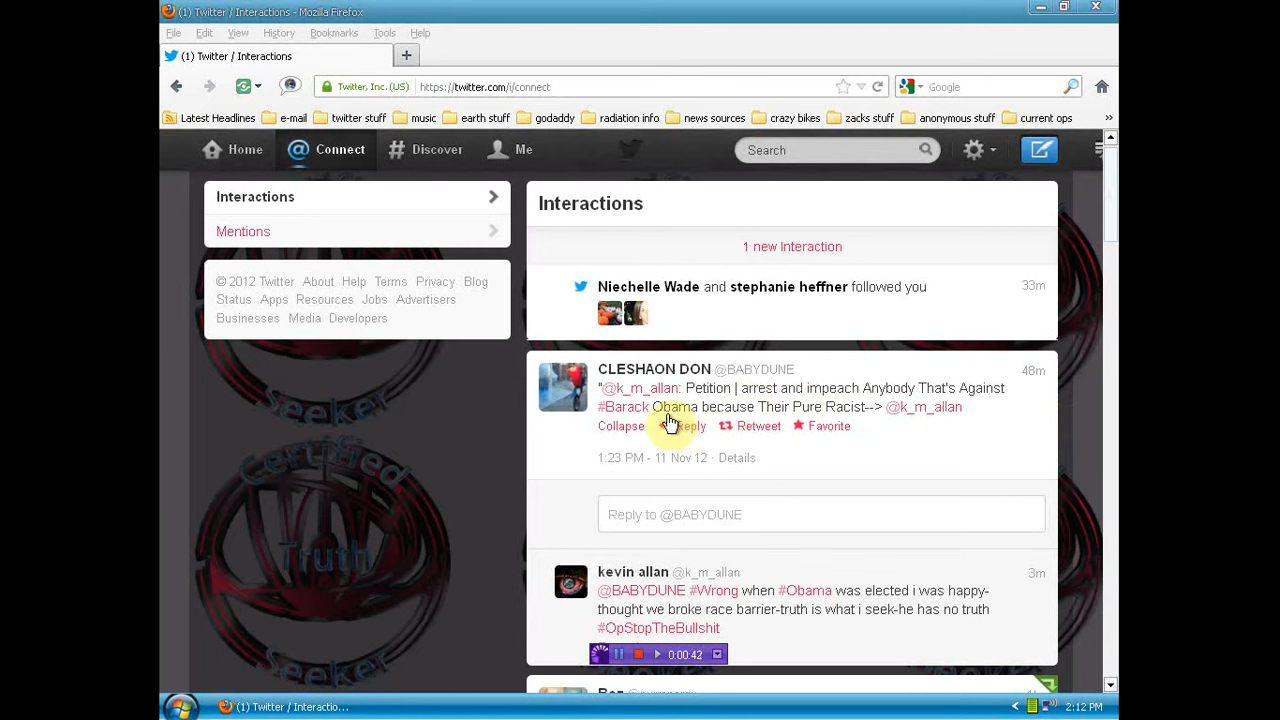 (1) Twitter / Interactions - Mozilla Firefox
File Edit View History Bookmarks Tools Help
(1) Twitter / Interactions
Twitter, Inc. (US) https://twitter.com/i/connect Google
Latest Headlines e-mail twitter stuff music earth stuff godaddy radiation info news sources crazy bikes zacks stuff anonymous stuff current ops »
Home Connect Discover Me Search
Interactions
Mentions
© 2012 Twitter About Help Terms Privacy Blog
Status Apps Resources Jobs Advertisers
Businesses Media Developers
Interactions
1 new Interaction
Niechelle Wade and stephanie heffner followed you 33m
CLESHAON DON @BABYDUNE 48m
"@k_m_allan: Petition | arrest and impeach Anybody That's Against
#Barack Obama because Their Pure Racist--> @k_m_allan
Collapse Reply Retweet Favorite
1:23 PM - 11 Nov 12 · Details
Reply to @BABYDUNE
kevin allan @k_m_allan 3m
@BABYDUNE #Wrong when #Obama was elected i was happy-
thought we broke race barrier-truth is what i seek-he has no truth
#OpStopTheBullshit
0:00:42
Seeker
Certified
Truth
Seeker
(1) Twitter / Interactio... 2:12 PM